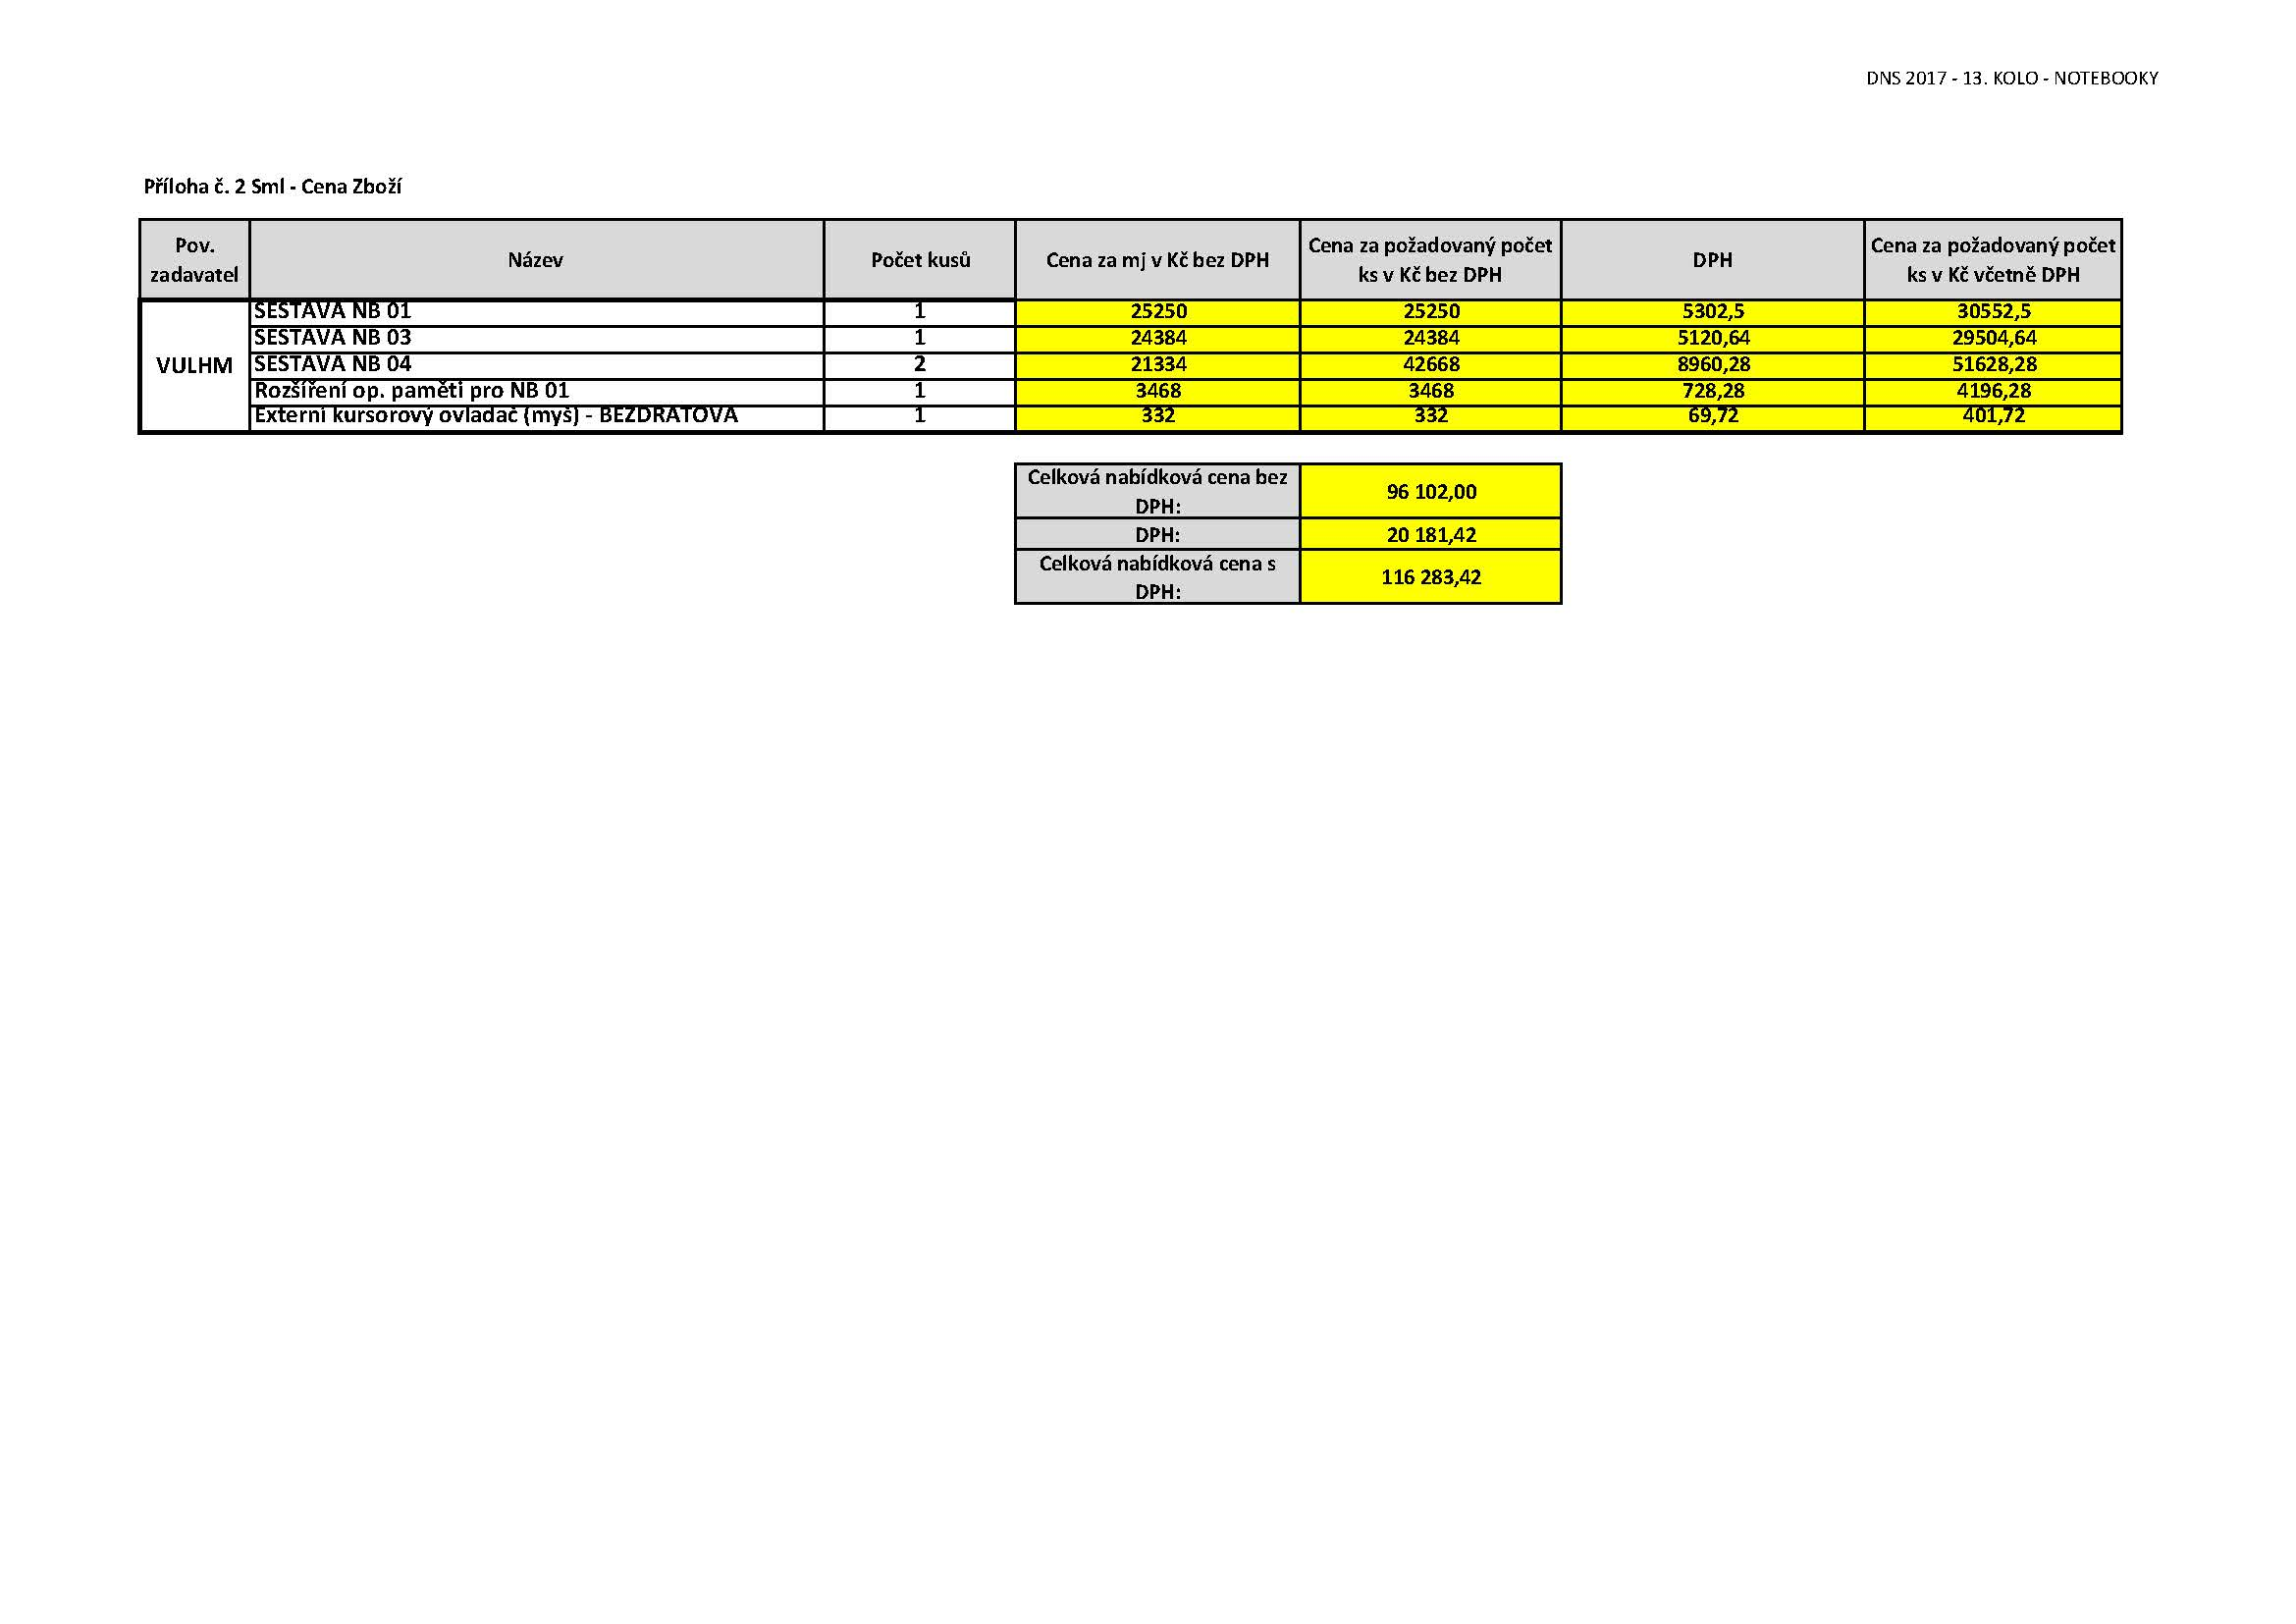 DNS 2017 - 13. KOLO - NOTEBOOKY
Příloha č. 2 Sml - Cena Zboží
Pov. zadavatel Název Počet kusů Cena za mj v Kč bez DPH Cena za požadovaný počet ks v Kč bez DPH DPH Cena za požadovaný počet ks v Kč včetně DPH
VULHM
SESTAVA NB 01 1 25250 25250 5302,5 30552,5
SESTAVA NB 03 1 24384 24384 5120,64 29504,64
SESTAVA NB 04 2 21334 42668 8960,28 51628,28
Rozšíření op. paměti pro NB 01 1 3468 3468 728,28 4196,28
Externí kursorový ovladač (myš) - BEZDRÁTOVÁ 1 332 332 69,72 401,72
Celková nabídková cena bez DPH: 96 102,00
DPH: 20 181,42
Celková nabídková cena s DPH: 116 283,42